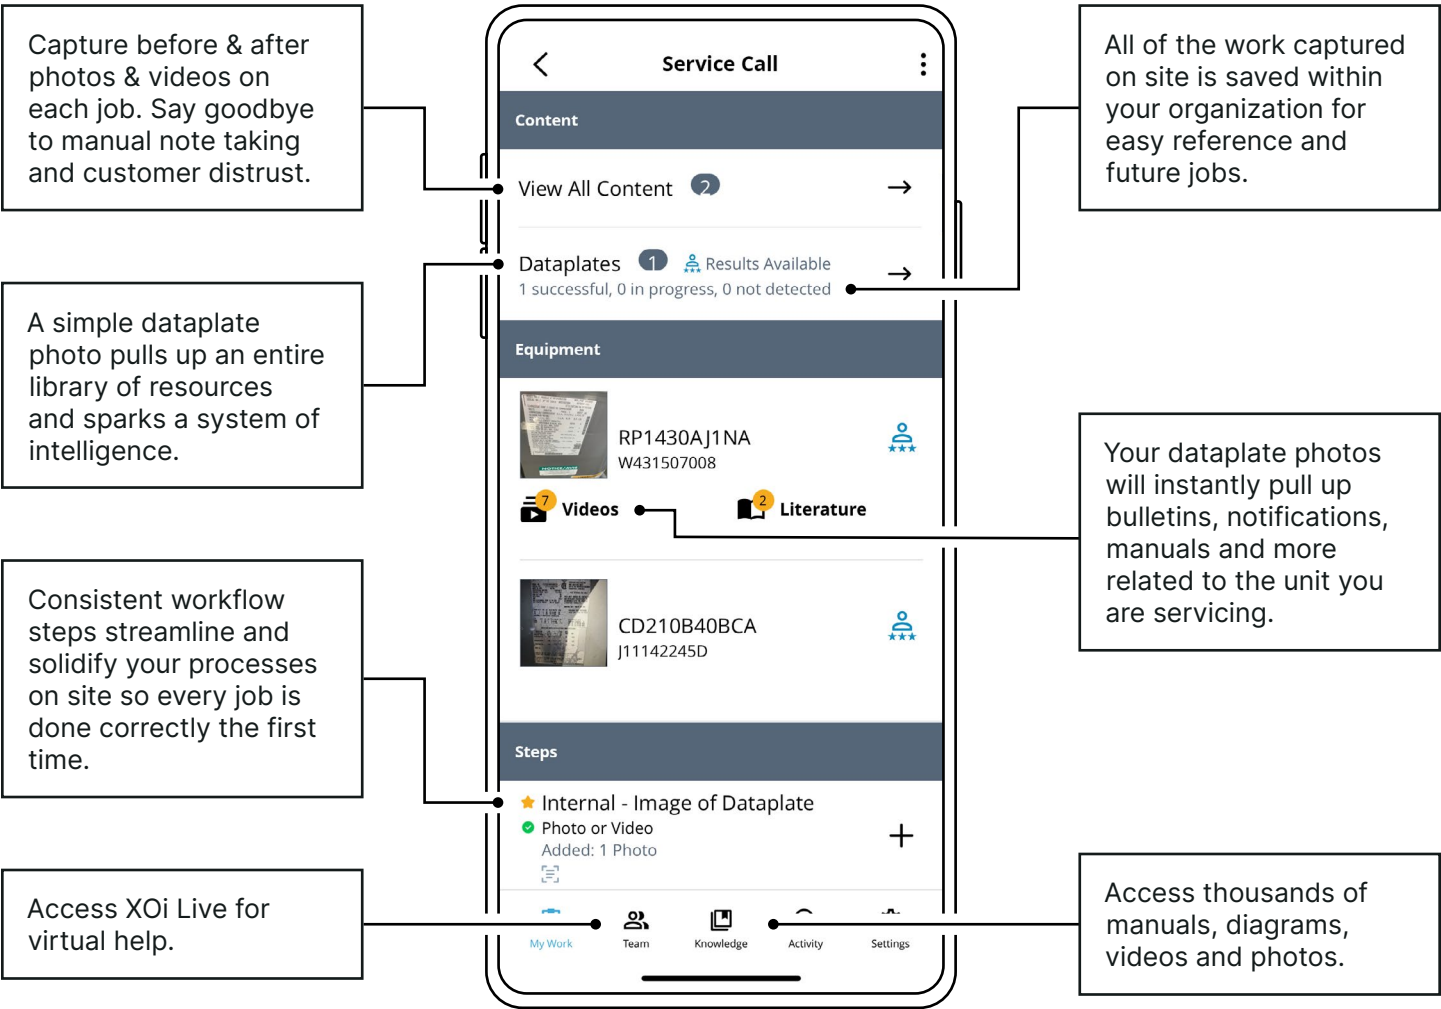 Capture before & after
photos & videos on
each job. Say goodbye
to manual note taking
and customer distrust.
A simple dataplate
photo pulls up an entire
library of resources
and sparks a system of
intelligence.
Consistent workflow
steps streamline and
solidify your processes
on site so every job is
done correctly the first
time.
Access XOi Live for
virtual help.
Service Call
Content
View All Content 2
Dataplates 1 Results Available
1 successful, 0 in progress, 0 not detected
Equipment
RP1430AJ1NA
W431507008
7 Videos 2 Literature
CD210B40BCA
J11142245D
Steps
Internal - Image of Dataplate
Photo or Video
Added: 1 Photo
My Work Team Knowledge Activity Settings
All of the work captured
on site is saved within
your organization for
easy reference and
future jobs.
Your dataplate photos
will instantly pull up
bulletins, notifications,
manuals and more
related to the unit you
are servicing.
Access thousands of
manuals, diagrams,
videos and photos.